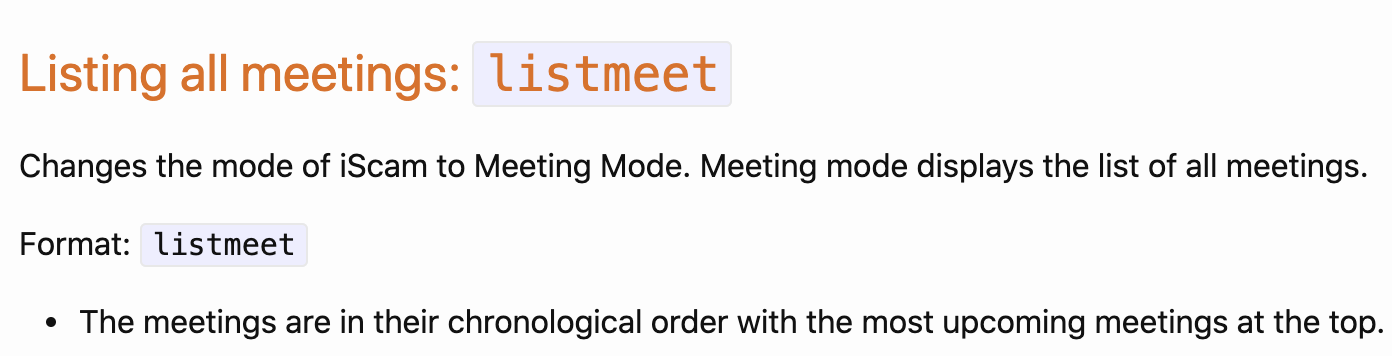 Listing all meetings: listmeet
Changes the mode of iScam to Meeting Mode. Meeting mode displays the list of all meetings.
Format: listmeet
• The meetings are in their chronological order with the most upcoming meetings at the top.